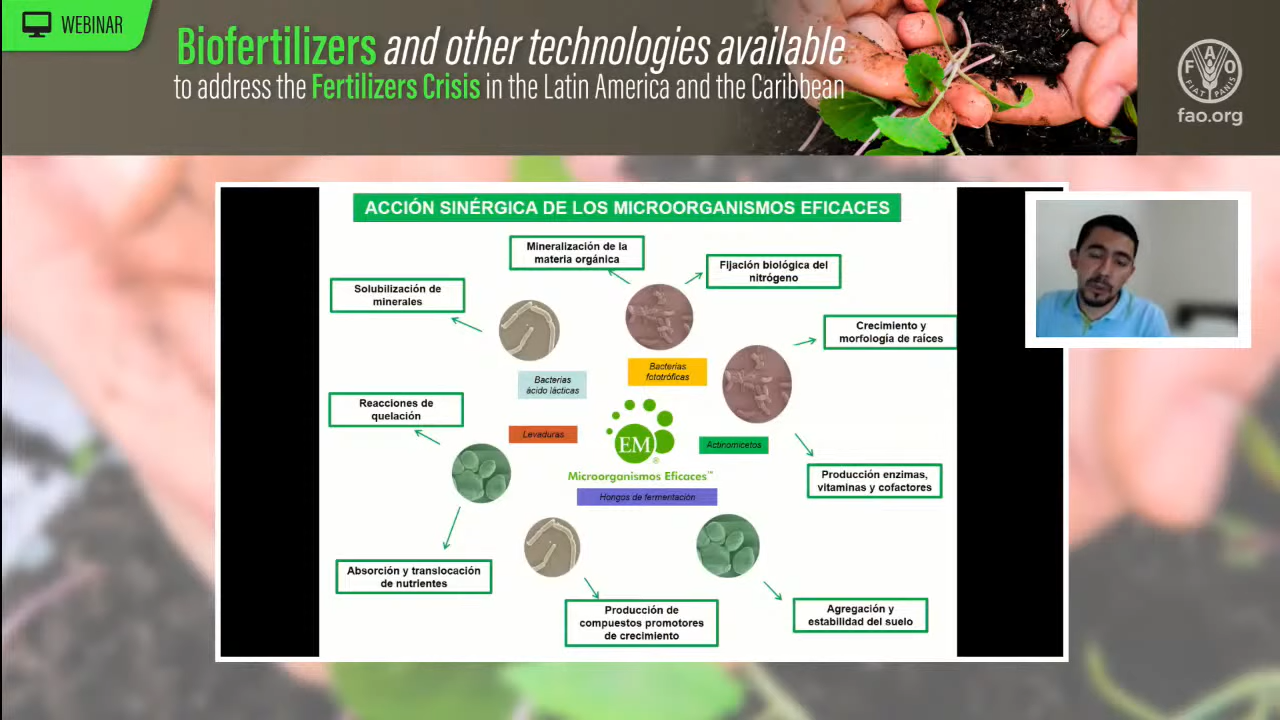 WEBINAR
Biofertilizers and other technologies available
to address the Fertilizers Crisis in the Latin America and the Caribbean
F A O
FIAT PANIS
fao.org
ACCIÓN SINÉRGICA DE LOS MICROORGANISMOS EFICACES
Mineralización de la
materia orgánica
Fijación biológica del
nitrógeno
Solubilización de
minerales
Crecimiento y
morfología de raíces
Bacterias
fototróficas
Bacterias
ácido lácticas
Reacciones de
quelación
Levaduras
EM
®
Microorganismos Eficaces™
Actinomicetos
Hongos de fermentación
Producción enzimas,
vitaminas y cofactores
Absorción y translocación
de nutrientes
Producción de
compuestos promotores
de crecimiento
Agregación y
estabilidad del suelo